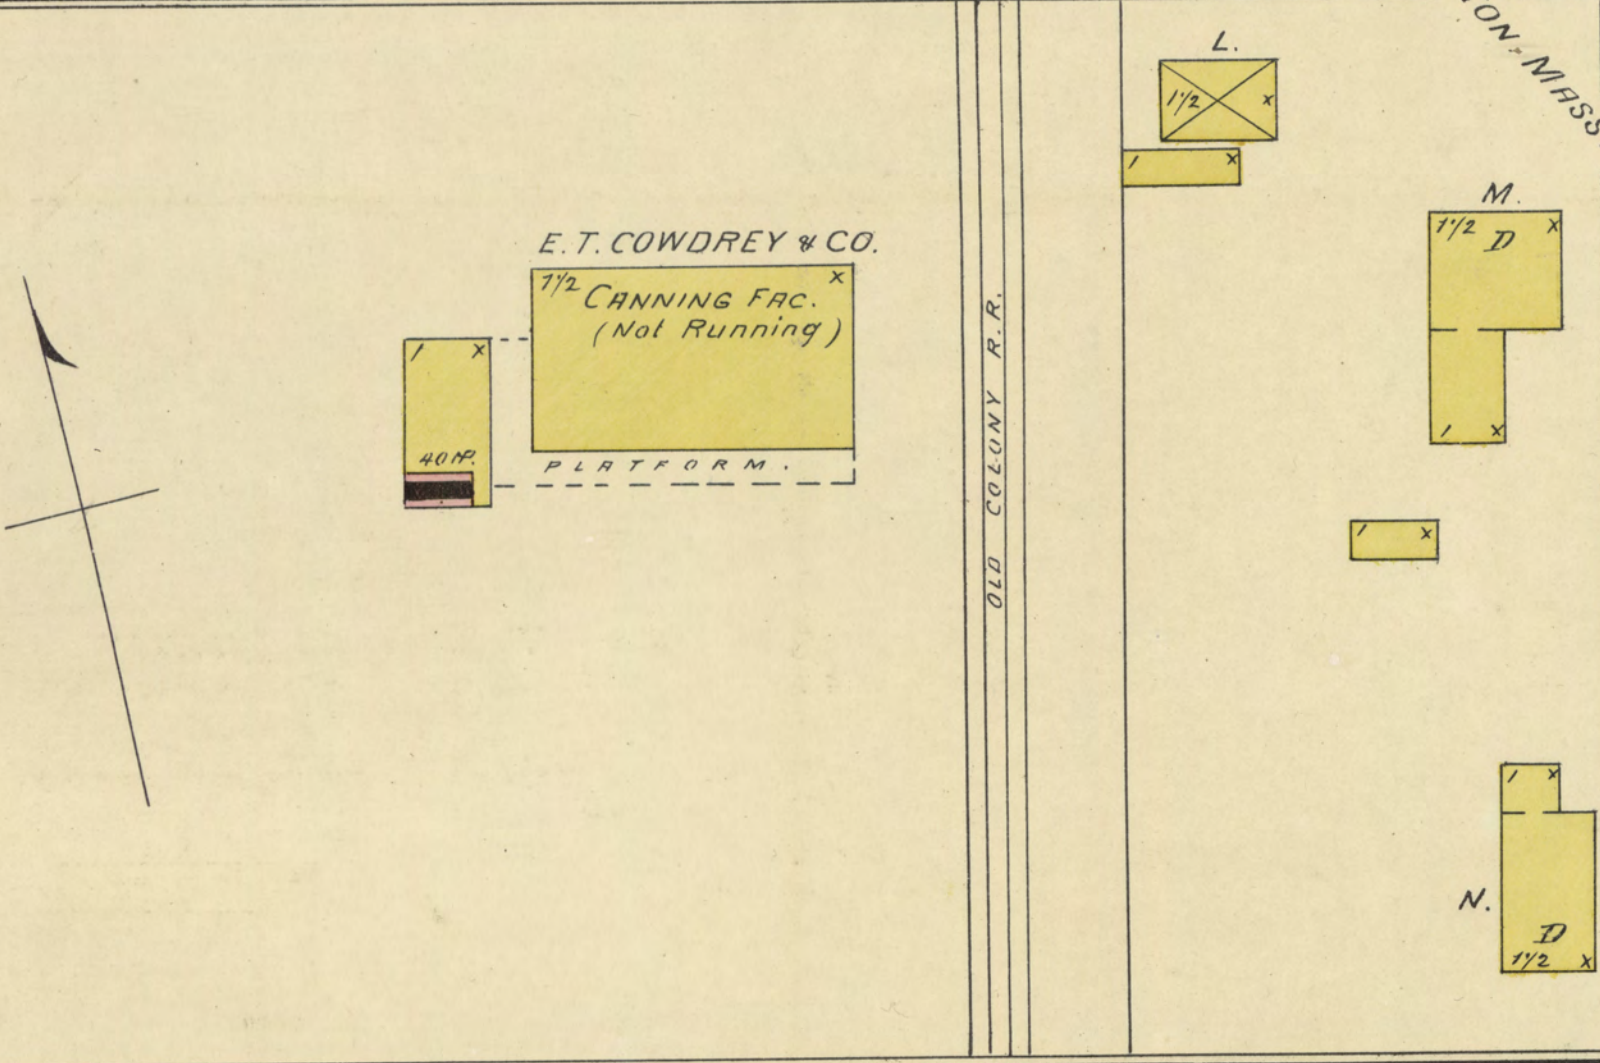 ON, MASS
L.
1½ x
1 x
M.
1½ D x
E. T. COWDREY & CO.
1½ x
CANNING FAC.
(Not Running)
1 x
40 HP.
PLATFORM.
OLD COLONY R.R.
1 x
1 x
1 x
N.
D
1½ x